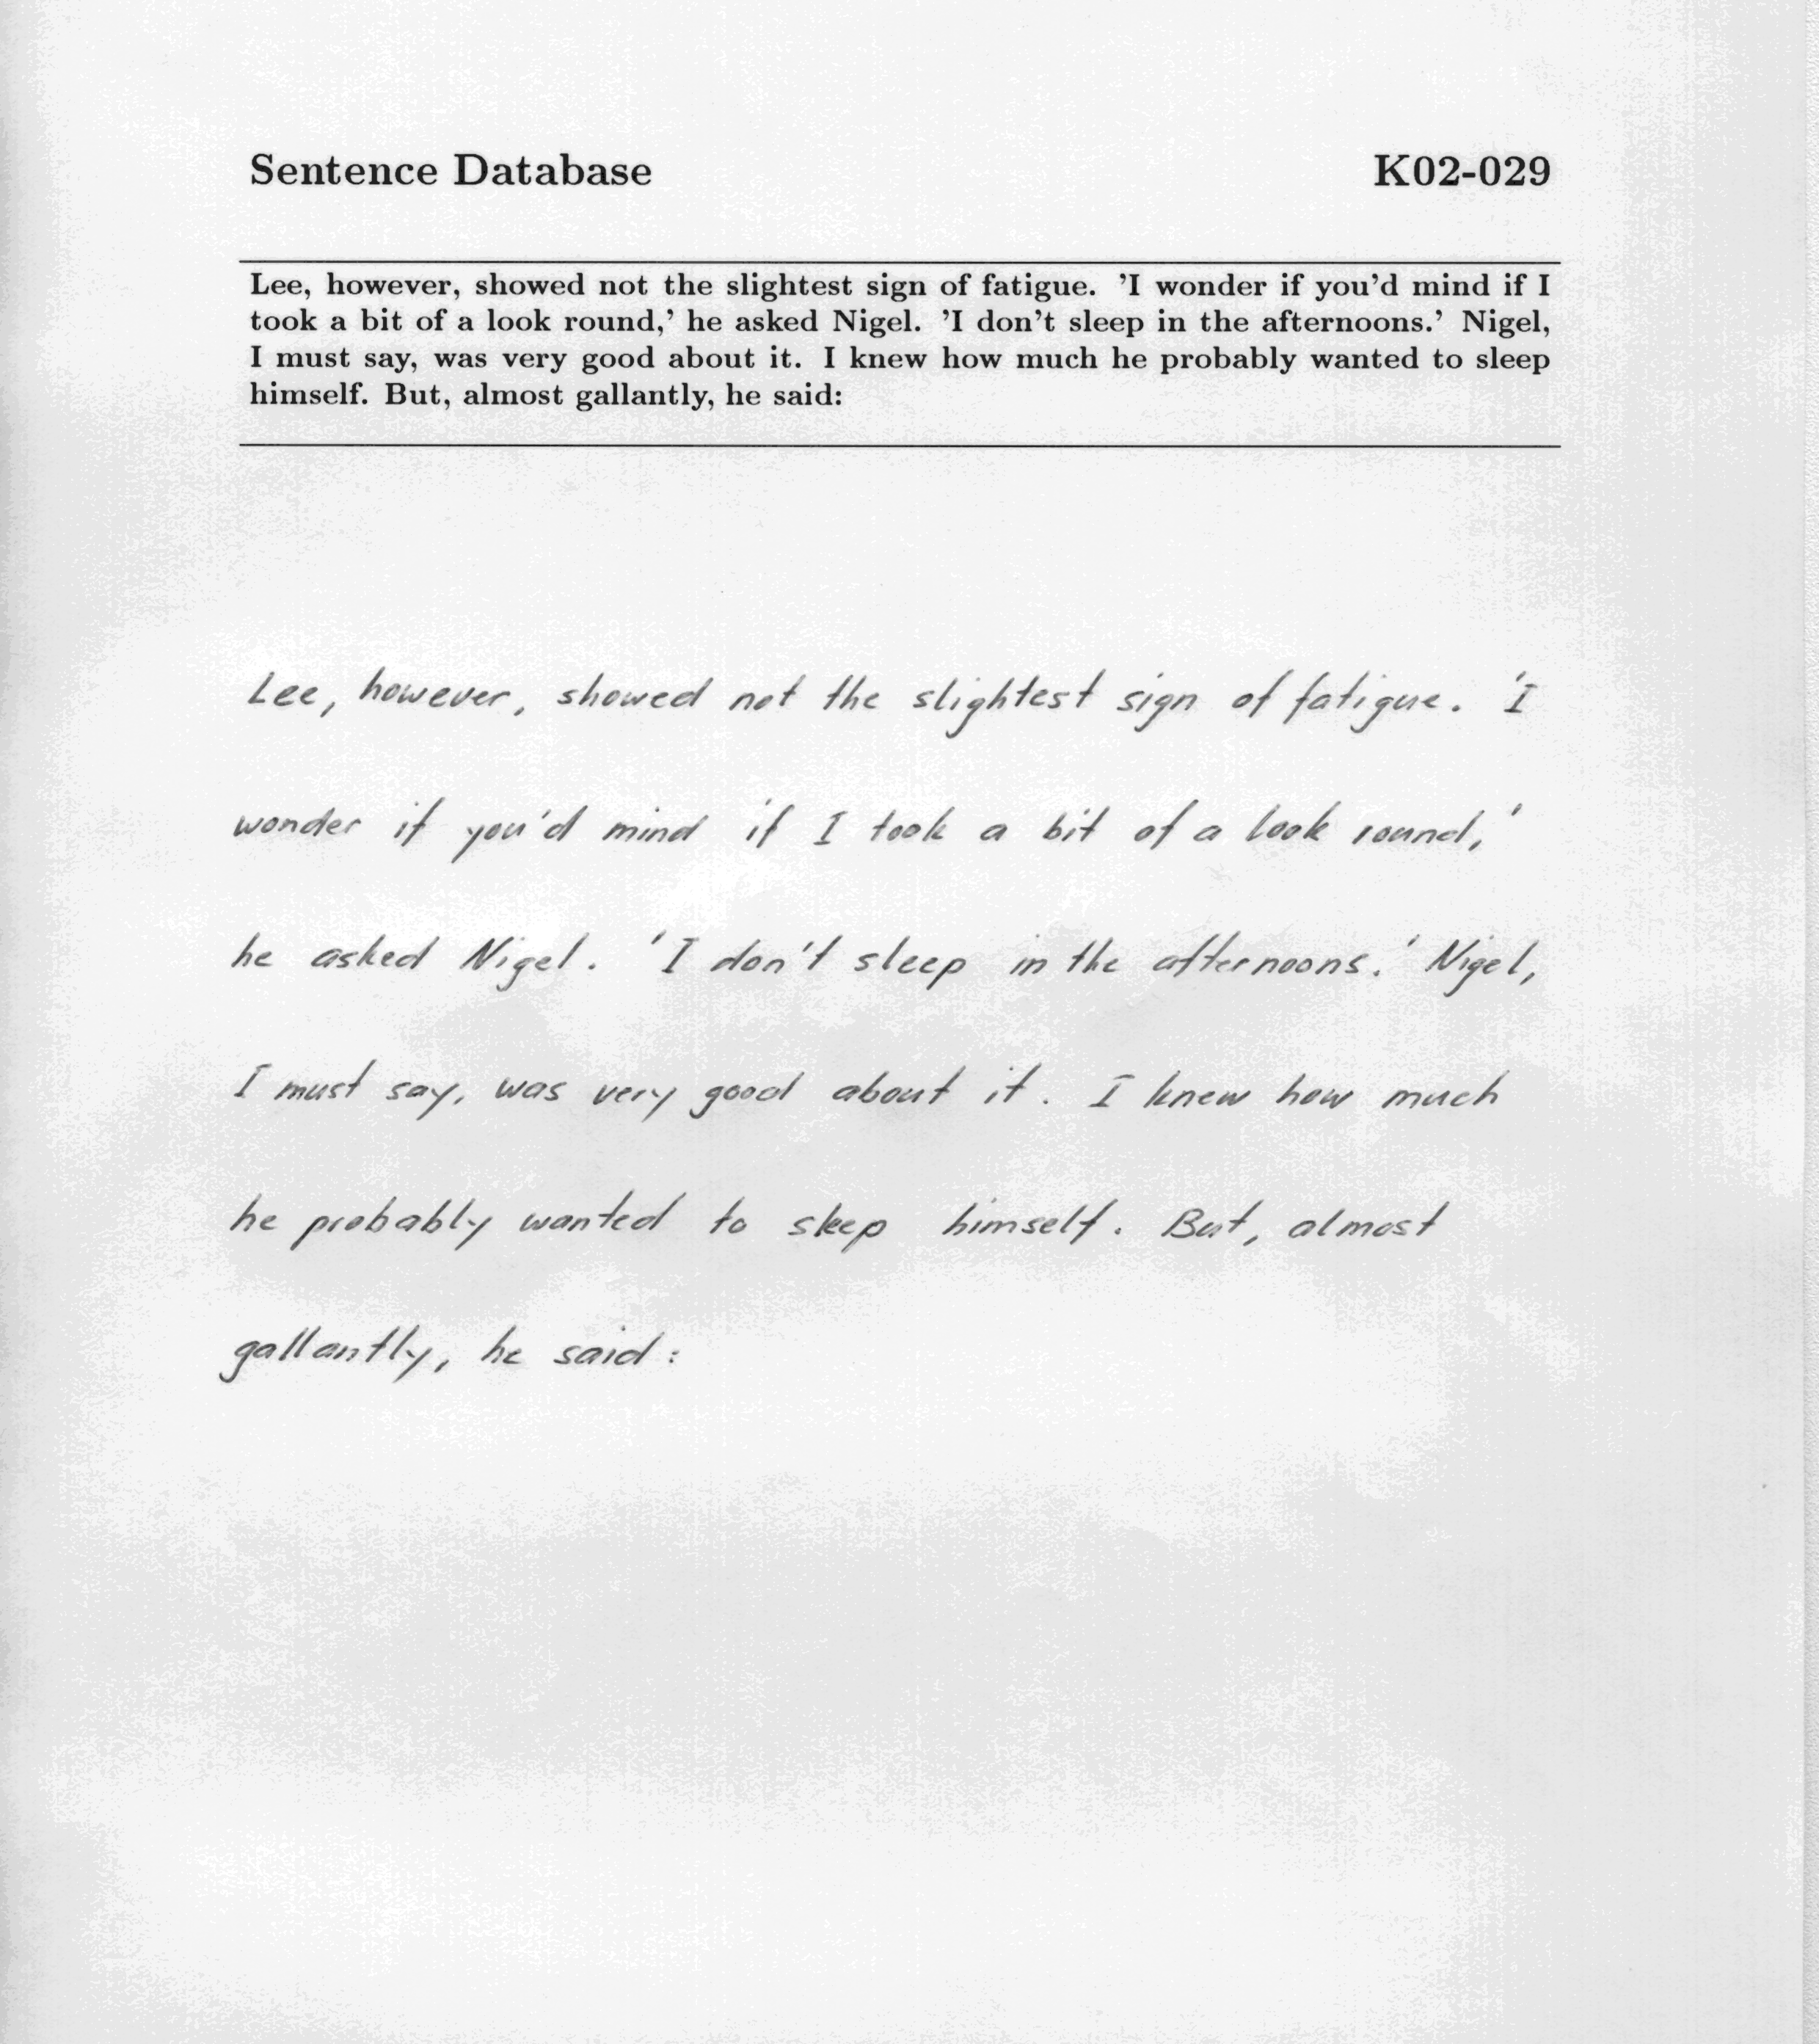 Sentence Database K02-029
Lee, however, showed not the slightest sign of fatigue. 'I wonder if you'd mind if I
took a bit of a look round,' he asked Nigel. 'I don't sleep in the afternoons.' Nigel,
I must say, was very good about it. I knew how much he probably wanted to sleep
himself. But, almost gallantly, he said:
Lee, however, showed not the slightest sign of fatigue. 'I
wonder if you'd mind if I took a bit of a look round,'
he asked Nigel. 'I don't sleep in the afternoons.' Nigel,
I must say, was very good about it. I knew how much
he probably wanted to sleep himself. But, almost
gallantly, he said: